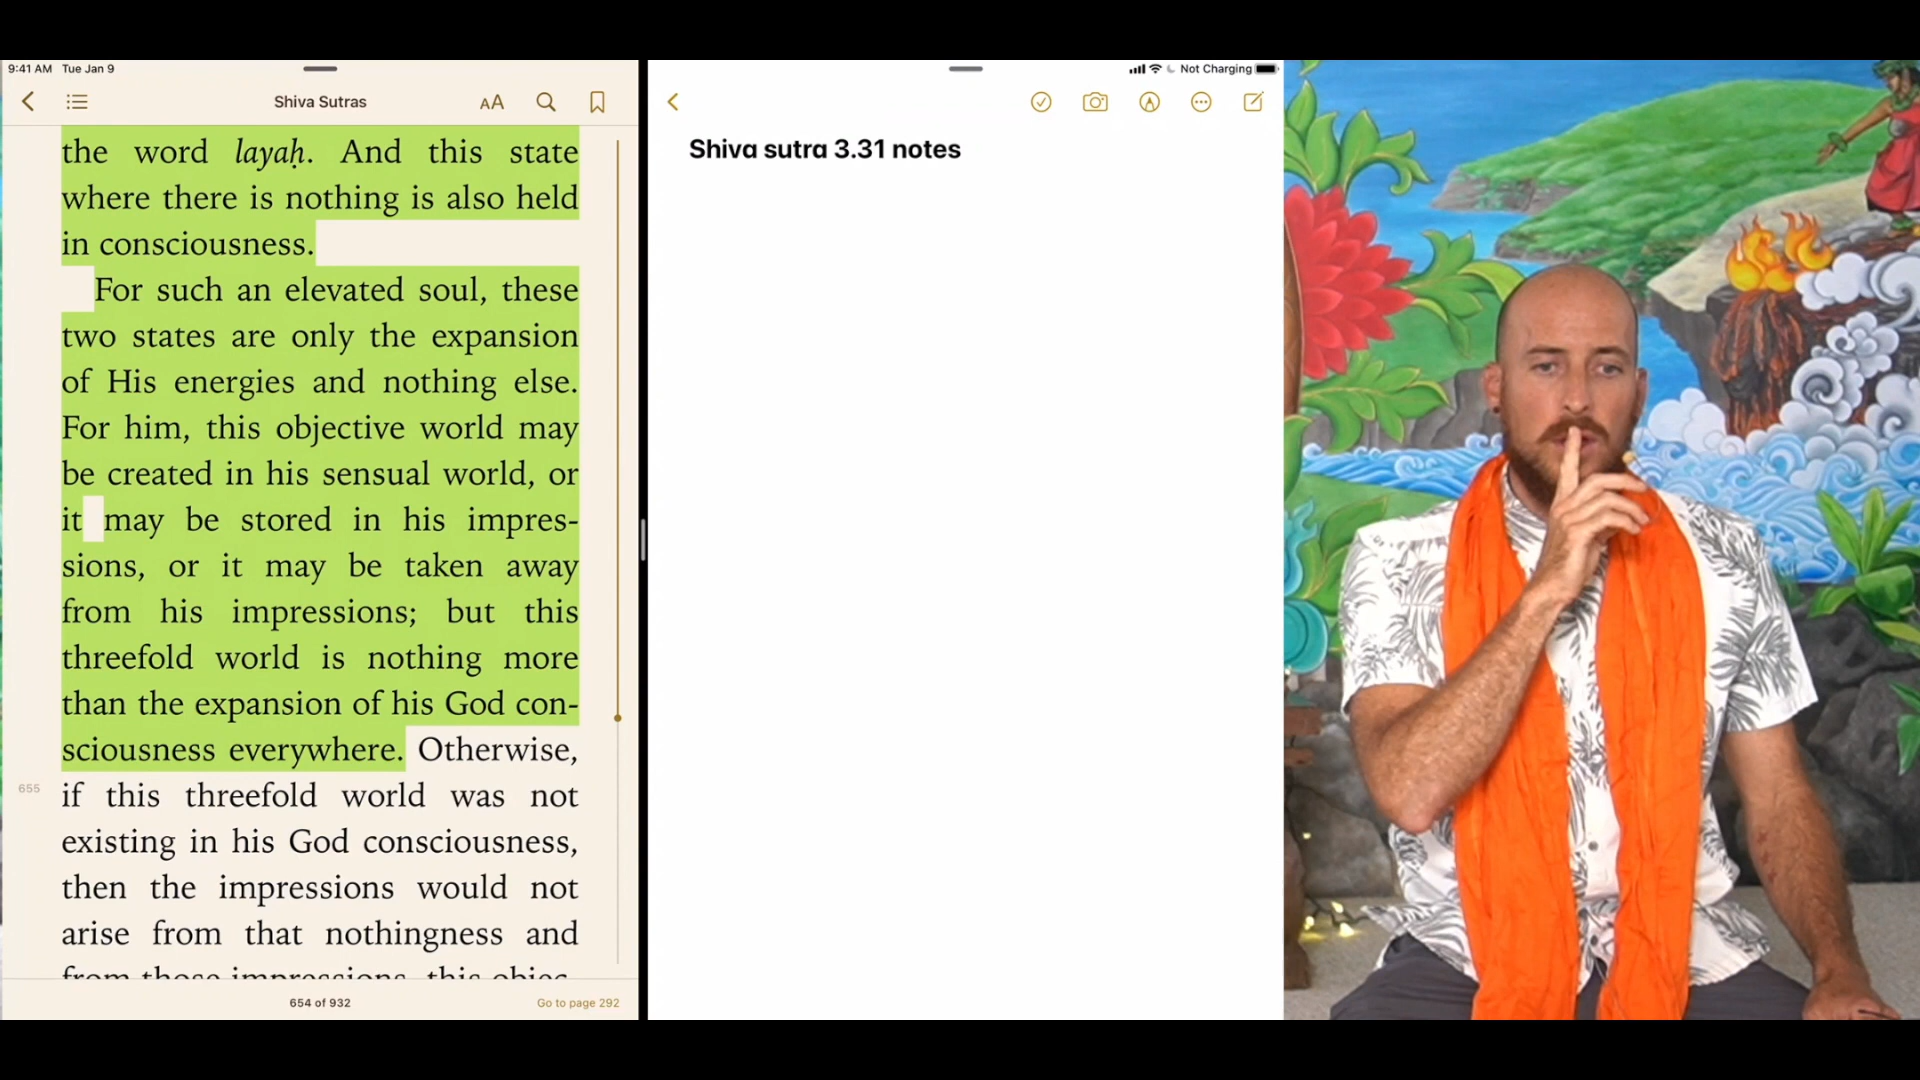 9:41 AM Tue Jan 9
Shiva Sutras
AA
the word layaḥ. And this state
where there is nothing is also held
in consciousness.
For such an elevated soul, these
two states are only the expansion
of His energies and nothing else.
For him, this objective world may
be created in his sensual world, or
it may be stored in his impres-
sions, or it may be taken away
from his impressions; but this
threefold world is nothing more
than the expansion of his God con-
sciousness everywhere. Otherwise,
655
if this threefold world was not
existing in his God consciousness,
then the impressions would not
arise from that nothingness and
from those impressions, this objec-
654 of 932
Go to page 292
Not Charging
Shiva sutra 3.31 notes